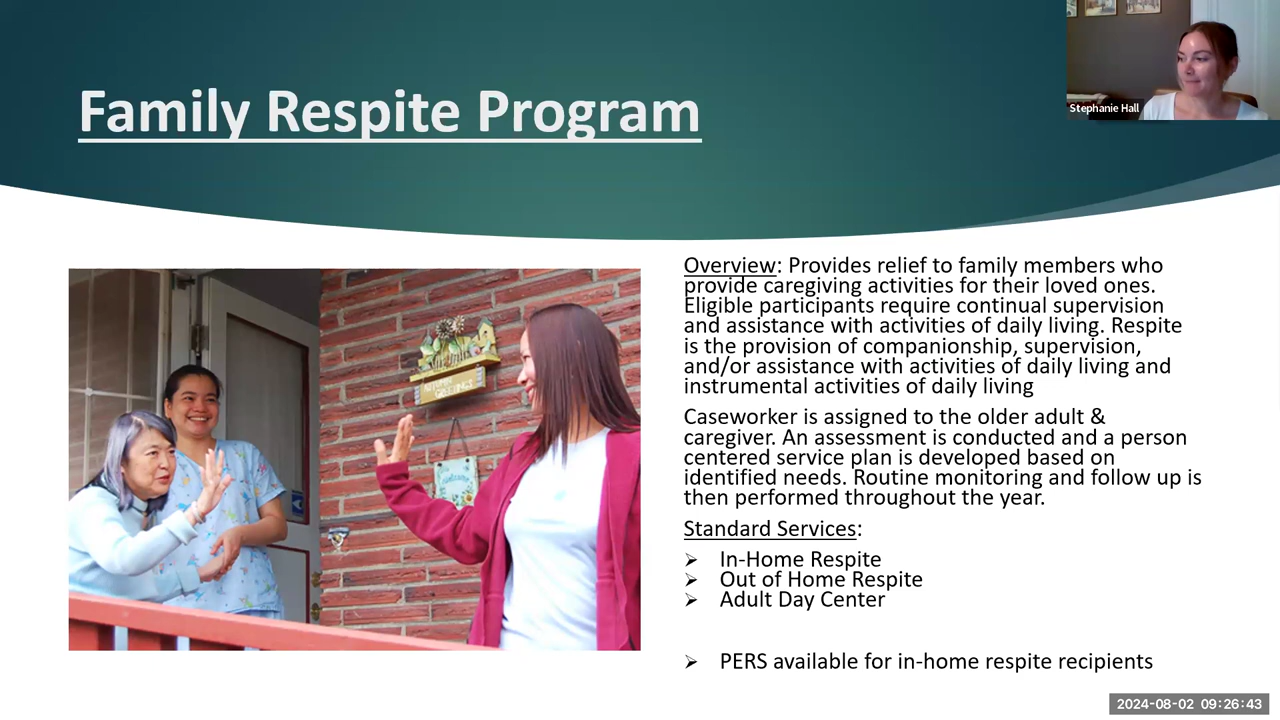 Family Respite Program
Stephanie Hall
Overview: Provides relief to family members who
provide caregiving activities for their loved ones.
Eligible participants require continual supervision
and assistance with activities of daily living. Respite
is the provision of companionship, supervision,
and/or assistance with activities of daily living and
instrumental activities of daily living
Caseworker is assigned to the older adult &
caregiver. An assessment is conducted and a person
centered service plan is developed based on
identified needs. Routine monitoring and follow up is
then performed throughout the year.
Standard Services:
➢ In-Home Respite
➢ Out of Home Respite
➢ Adult Day Center
➢ PERS available for in-home respite recipients
2024-08-02 09:26:43